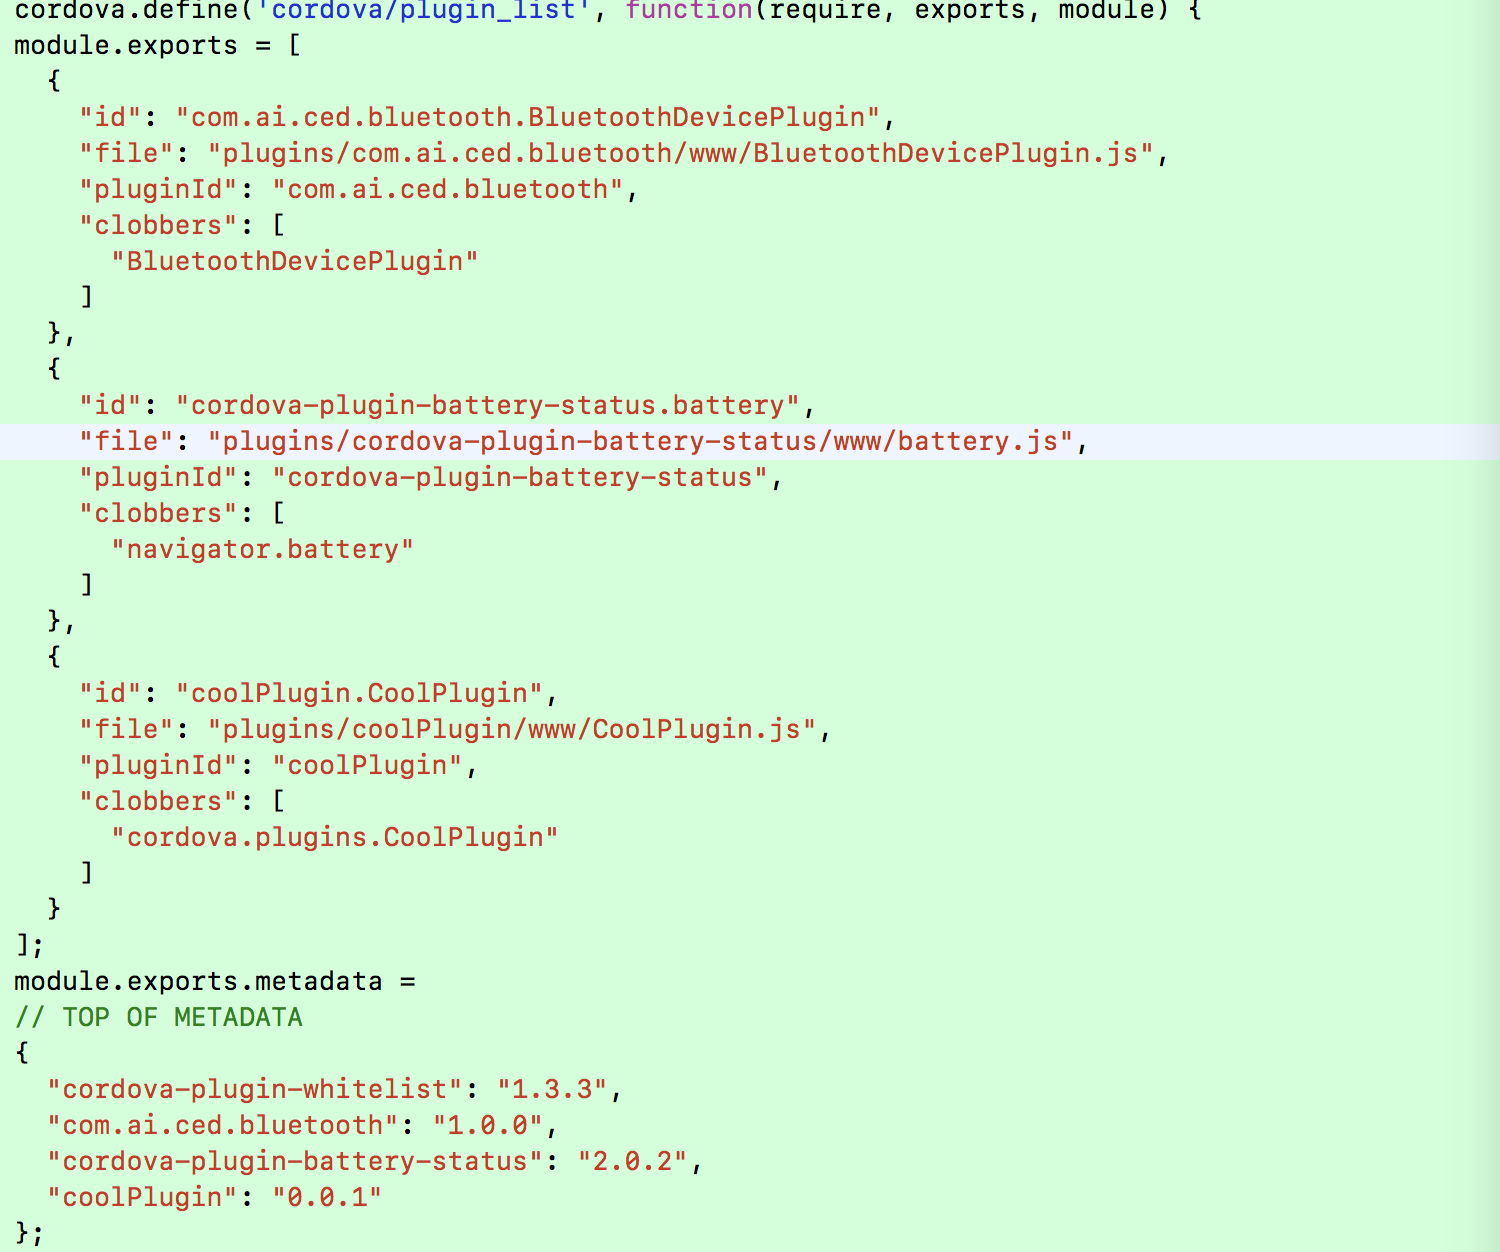 cordova.define('cordova/plugin_list', function(require, exports, module) {
module.exports = [
  {
    "id": "com.ai.ced.bluetooth.BluetoothDevicePlugin",
    "file": "plugins/com.ai.ced.bluetooth/www/BluetoothDevicePlugin.js",
    "pluginId": "com.ai.ced.bluetooth",
    "clobbers": [
      "BluetoothDevicePlugin"
    ]
  },
  {
    "id": "cordova-plugin-battery-status.battery",
    "file": "plugins/cordova-plugin-battery-status/www/battery.js",
    "pluginId": "cordova-plugin-battery-status",
    "clobbers": [
      "navigator.battery"
    ]
  },
  {
    "id": "coolPlugin.CoolPlugin",
    "file": "plugins/coolPlugin/www/CoolPlugin.js",
    "pluginId": "coolPlugin",
    "clobbers": [
      "cordova.plugins.CoolPlugin"
    ]
  }
];
module.exports.metadata =
// TOP OF METADATA
{
  "cordova-plugin-whitelist": "1.3.3",
  "com.ai.ced.bluetooth": "1.0.0",
  "cordova-plugin-battery-status": "2.0.2",
  "coolPlugin": "0.0.1"
};